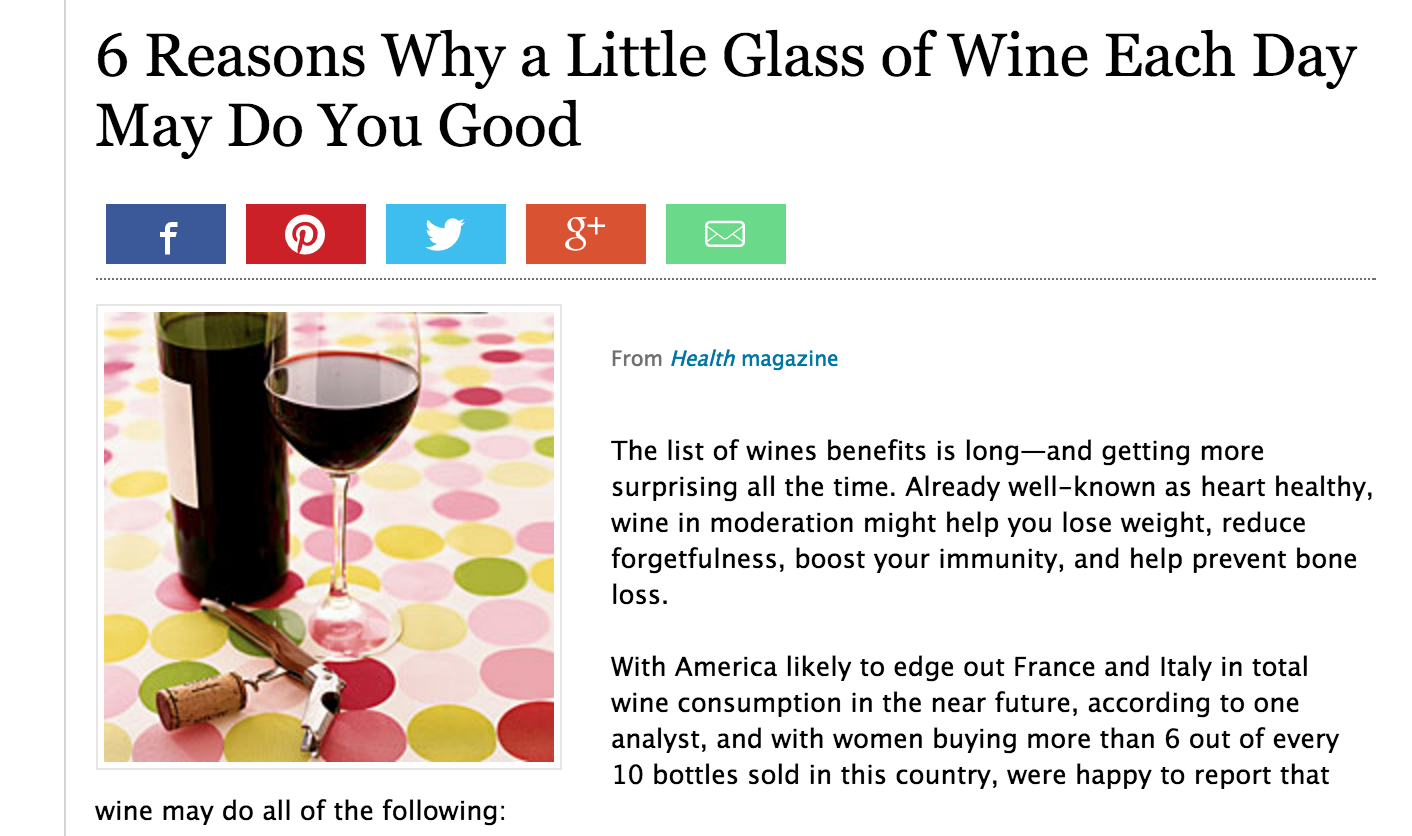 6 Reasons Why a Little Glass of Wine Each Day
May Do You Good
f
g+
From Health magazine
The list of wines benefits is long—and getting more
surprising all the time. Already well-known as heart healthy,
wine in moderation might help you lose weight, reduce
forgetfulness, boost your immunity, and help prevent bone
loss.
With America likely to edge out France and Italy in total
wine consumption in the near future, according to one
analyst, and with women buying more than 6 out of every
10 bottles sold in this country, were happy to report that
wine may do all of the following: